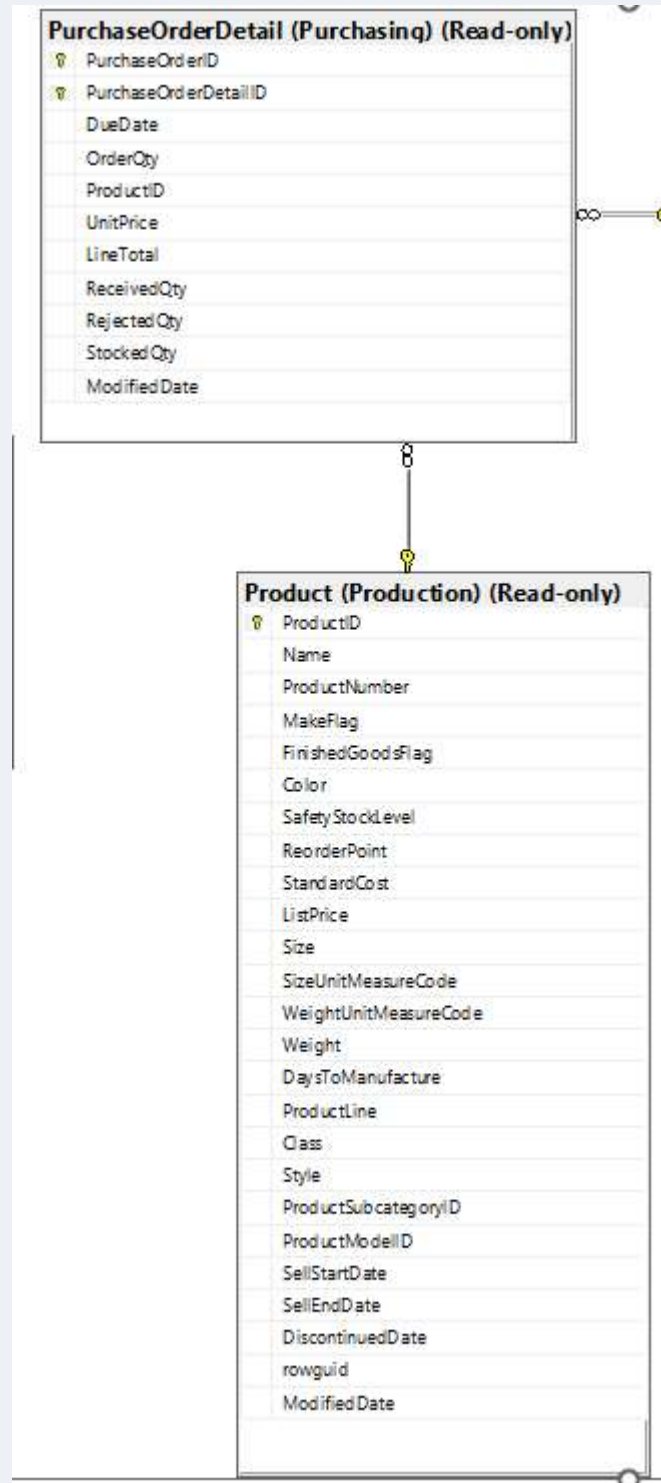 PurchaseOrderDetail (Purchasing) (Read-only)
PurchaseOrderID
PurchaseOrderDetailID
DueDate
OrderQty
ProductID
UnitPrice
LineTotal
ReceivedQty
RejectedQty
StockedQty
ModifiedDate
Product (Production) (Read-only)
ProductID
Name
ProductNumber
MakeFlag
FinishedGoodsFlag
Color
SafetyStockLevel
ReorderPoint
StandardCost
ListPrice
Size
SizeUnitMeasureCode
WeightUnitMeasureCode
Weight
DaysToManufacture
ProductLine
Class
Style
ProductSubcategoryID
ProductModelID
SellStartDate
SellEndDate
DiscontinuedDate
rowguid
ModifiedDate